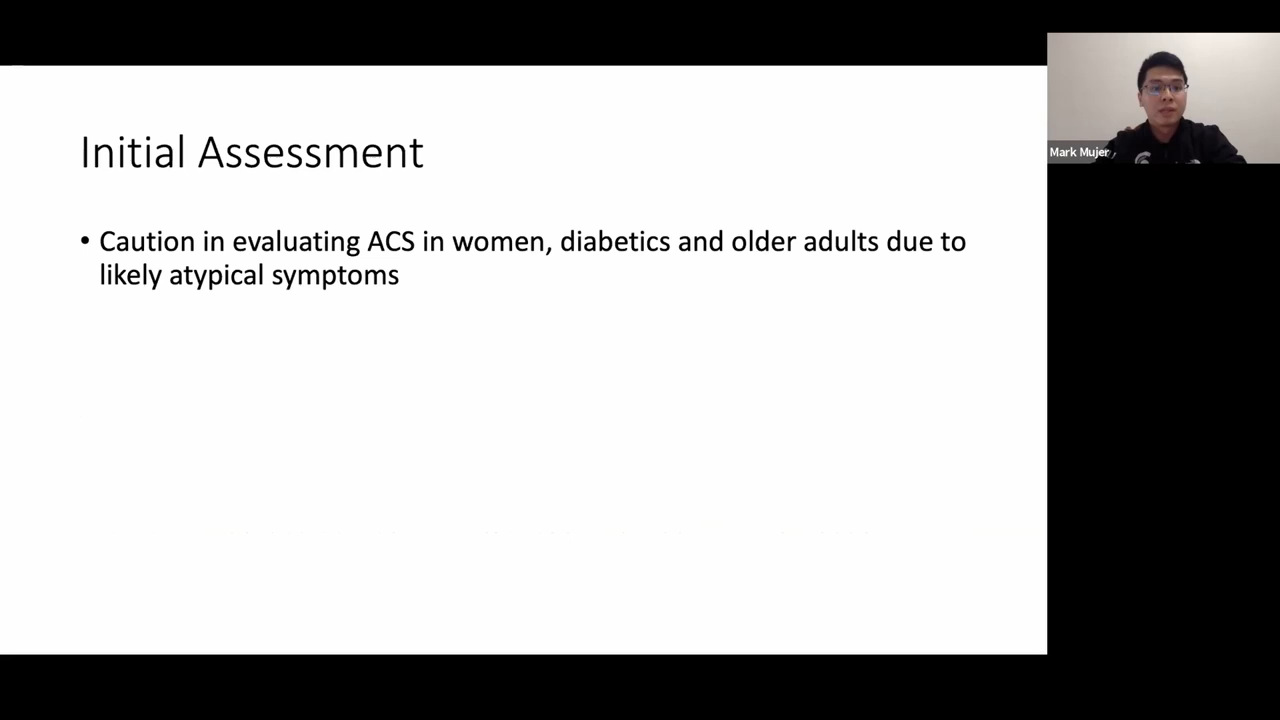 Initial Assessment
• Caution in evaluating ACS in women, diabetics and older adults due to
likely atypical symptoms
Mark Mujer